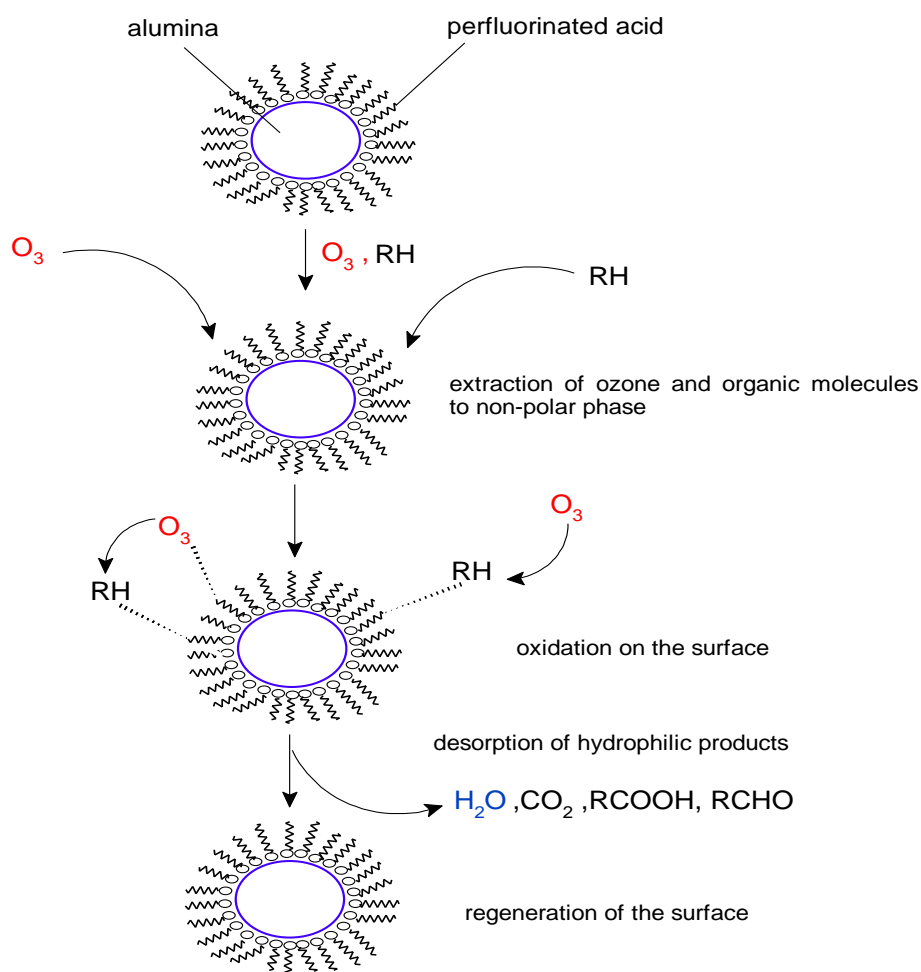 alumina
perfluorinated acid
O3
O3 , RH
RH
extraction of ozone and organic molecules
to non-polar phase
O3
O3
RH
RH
oxidation on the surface
desorption of hydrophilic products
H2O ,CO2 ,RCOOH, RCHO
regeneration of the surface